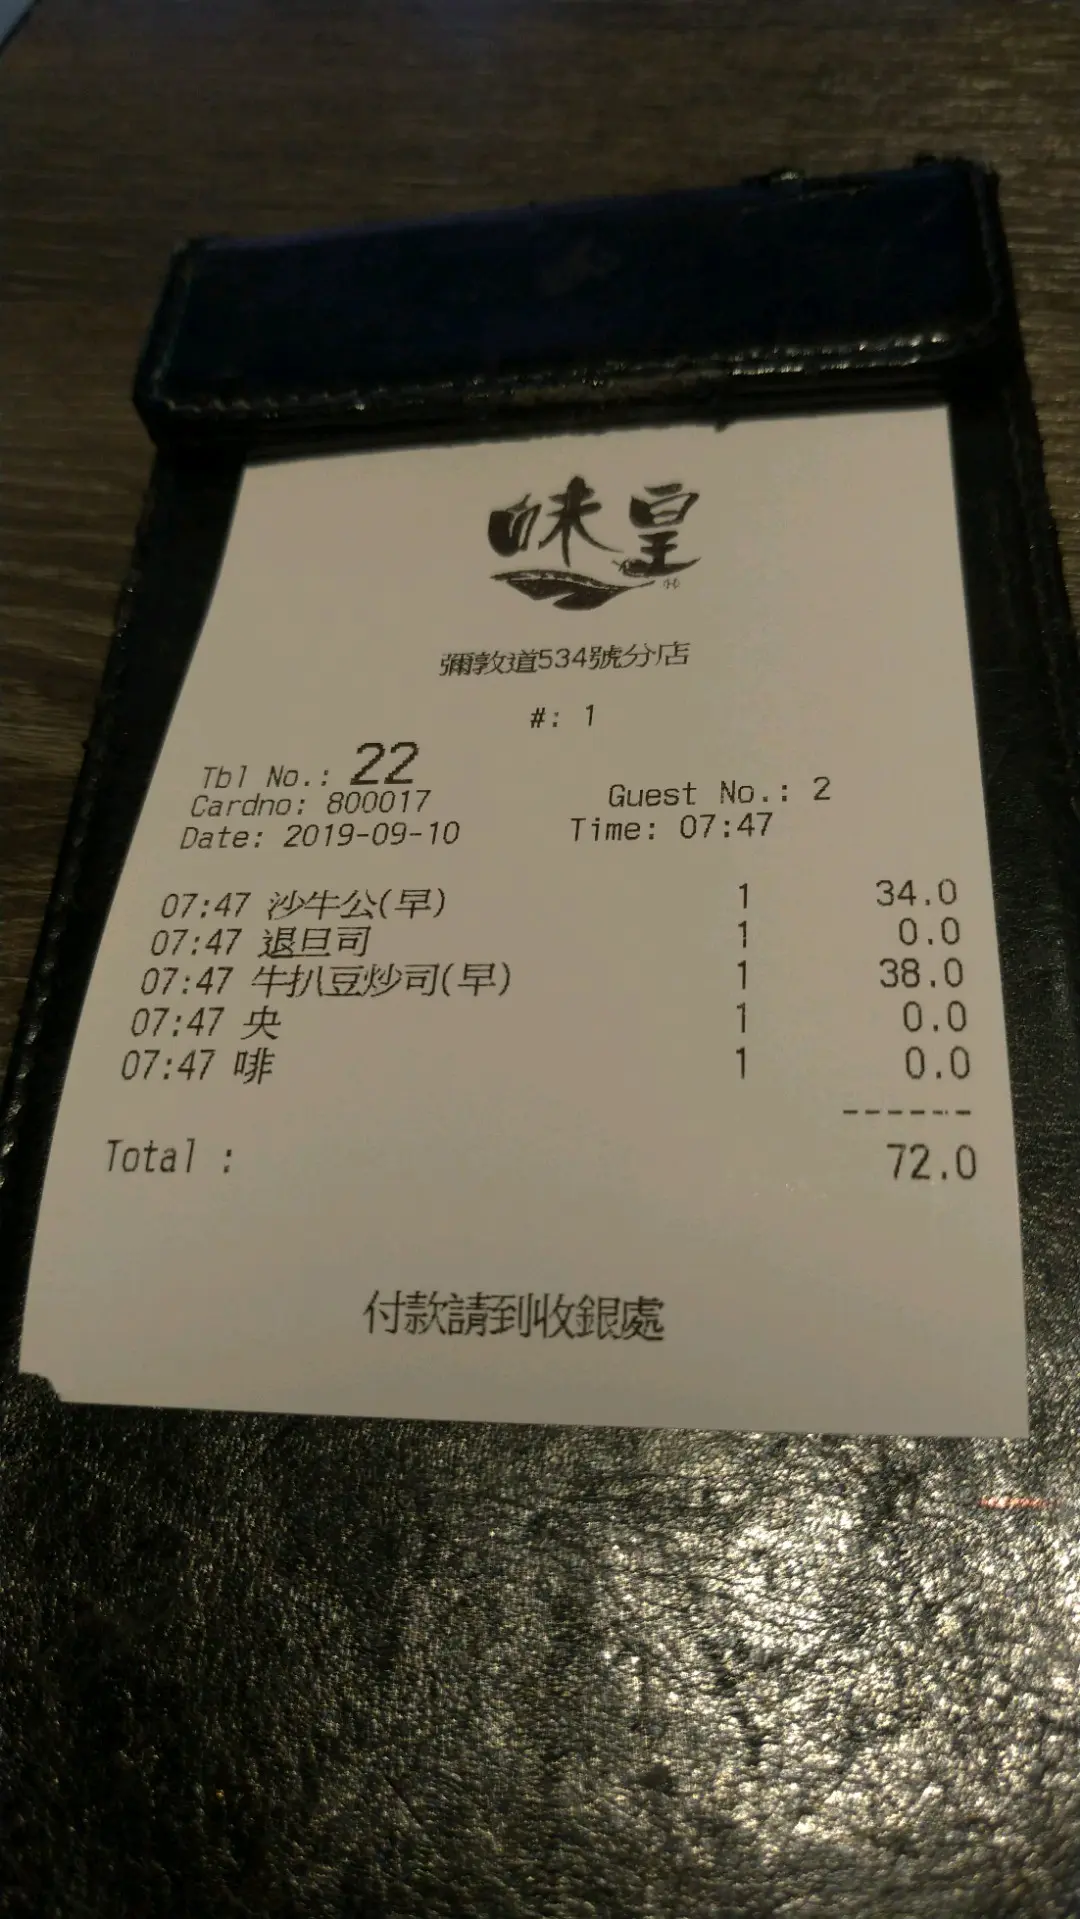 味皇
彌敦道534號分店
#: 1
Tbl No.: 22
Cardno: 800017 Guest No.: 2
Date: 2019-09-10 Time: 07:47
07:47 沙牛公(早) 1 34.0
07:47 退旦司 1 0.0
07:47 牛扒豆炒司(早) 1 38.0
07:47 央 1 0.0
07:47 啡 1 0.0
------
Total : 72.0
付款請到收銀處